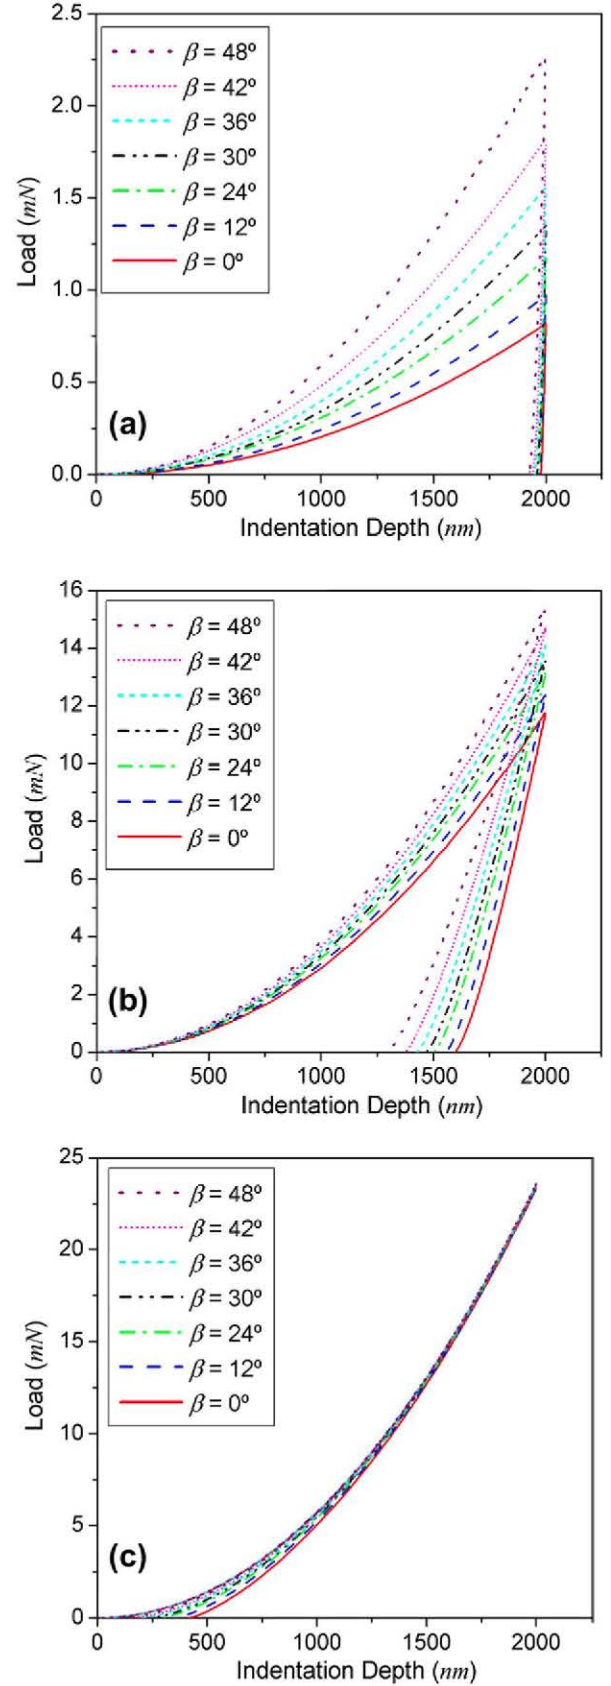 2.5
2.0
1.5
1.0
0.5
0.0
Load (mN)
β = 48º
β = 42º
β = 36º
β = 30º
β = 24º
β = 12º
β = 0º
(a)
0 500 1000 1500 2000
Indentation Depth (nm)
16
14
12
10
8
6
4
2
0
Load (mN)
β = 48º
β = 42º
β = 36º
β = 30º
β = 24º
β = 12º
β = 0º
(b)
0 500 1000 1500 2000
Indentation Depth (nm)
25
20
15
10
5
0
Load (mN)
β = 48º
β = 42º
β = 36º
β = 30º
β = 24º
β = 12º
β = 0º
(c)
0 500 1000 1500 2000
Indentation Depth (nm)